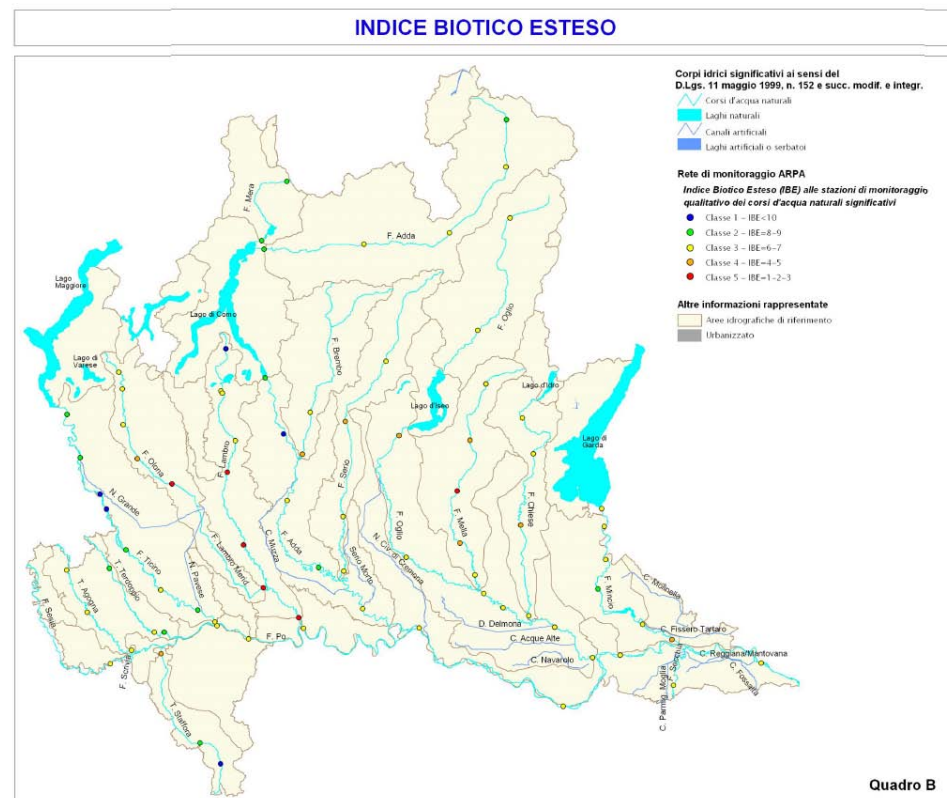 INDICE BIOTICO ESTESO
Corpi idrici significativi ai sensi del
D.Lgs. 11 maggio 1999, n. 152 e succ. modif. e integr.
Corsi d'acqua naturali
Laghi naturali
Canali artificiali
Laghi artificiali o serbatoi
Rete di monitoraggio ARPA
Indice Biotico Esteso (IBE) alle stazioni di monitoraggio
qualitativo dei corsi d'acqua naturali significativi
Classe 1 – IBE<10
Classe 2 – IBE=8–9
Classe 3 – IBE=6–7
Classe 4 – IBE=4–5
Classe 5 – IBE=1–2–3
Altre informazioni rappresentate
Aree idrografiche di riferimento
Urbanizzato
F. Mera
F. Adda
Lago
Maggiore
Lago di Como
F. Oglio
F. Brembo
Lago di
Varese
Lago d'Iseo
Lago d'Idro
Lago di
Garda
F. Olona
F. Lambro
F. Serio
N. Grande
F. Mella
F. Chiese
F. Oglio
F. Lambro Merid.
C. Muzza
F. Adda
N. Civ. di Cremona
F. Ticino
T. Terdoppio
Serio Morto
N. Pavese
T. Agogna
F. Sesia
F. Mincio
C. Molinella
D. Delmona
C. Fissero Tartaro
F. Po
C. Acque Alte
F. Scrivia
C. Navarolo
C. Reggiana/Mantovana
F. Secchia
C. Fossalta
C. Parmig. Moglia
T. Staffora
Quadro B